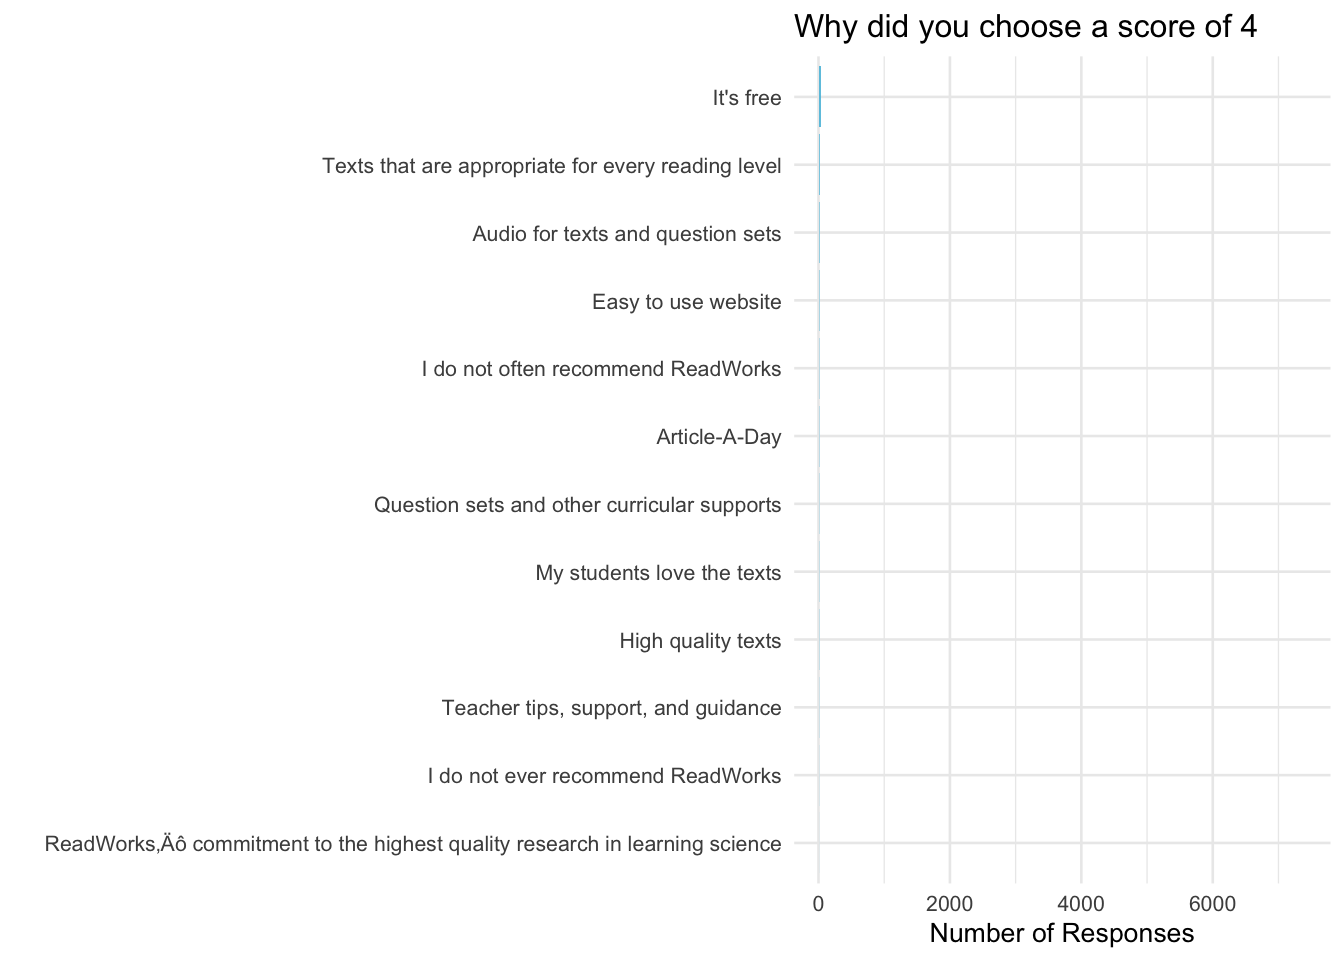 Why did you choose a score of 4
It's free
Texts that are appropriate for every reading level
Audio for texts and question sets
Easy to use website
I do not often recommend ReadWorks
Article-A-Day
Question sets and other curricular supports
My students love the texts
High quality texts
Teacher tips, support, and guidance
I do not ever recommend ReadWorks
ReadWorks‚Äô commitment to the highest quality research in learning science
0 2000 4000 6000
Number of Responses